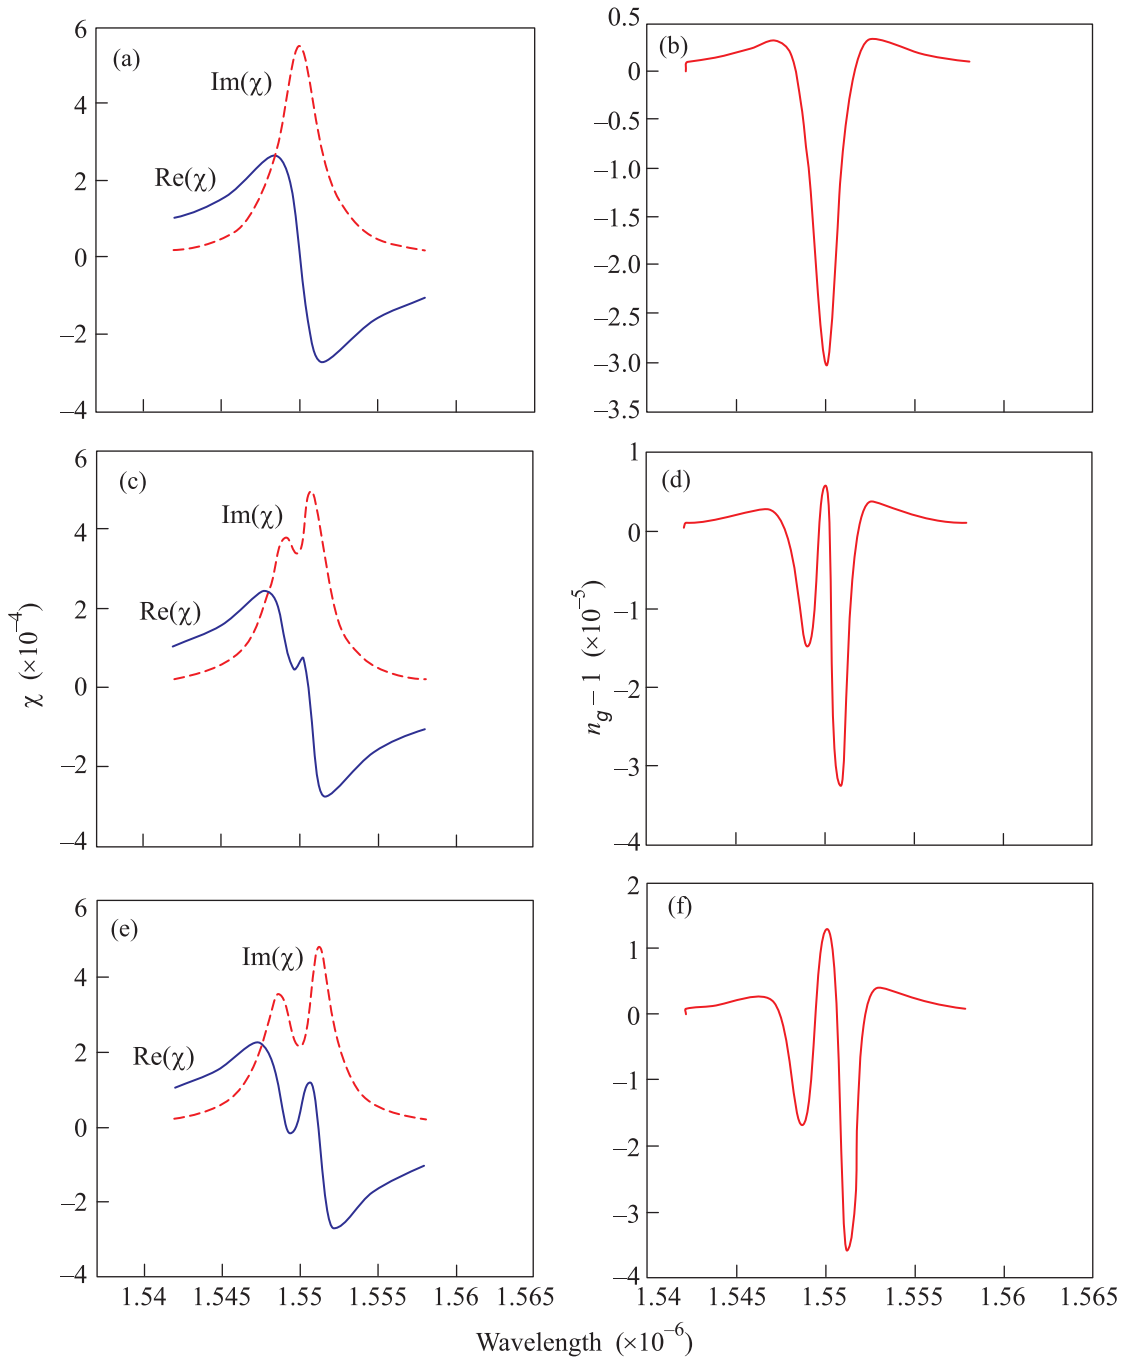 (a)
Im(χ)
Re(χ)
6
4
2
0
−2
−4
(b)
0.5
0
−0.5
−1.0
−1.5
−2.0
−2.5
−3.0
−3.5
(c)
Im(χ)
Re(χ)
6
4
2
0
−2
−4
χ (×10⁻⁴)
(d)
1
0
−1
−2
−3
−4
n_g − 1 (×10⁻⁵)
(e)
Im(χ)
Re(χ)
6
4
2
0
−2
−4
1.54 1.545 1.55 1.555 1.56 1.565
(f)
2
1
0
−1
−2
−3
−4
1.54 1.545 1.55 1.555 1.56 1.565
Wavelength (×10⁻⁶)